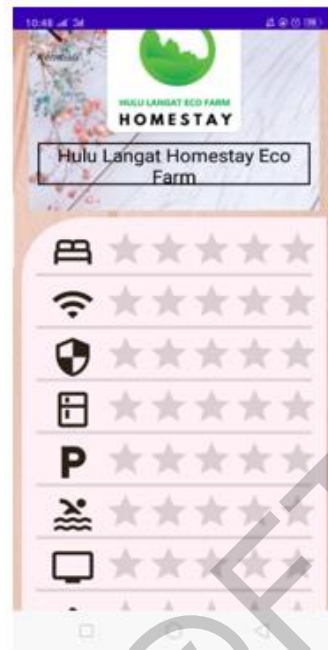 10:48
HULU LANGAT ECO FARM
HOMESTAY
Hulu Langat Homestay Eco
Farm
P